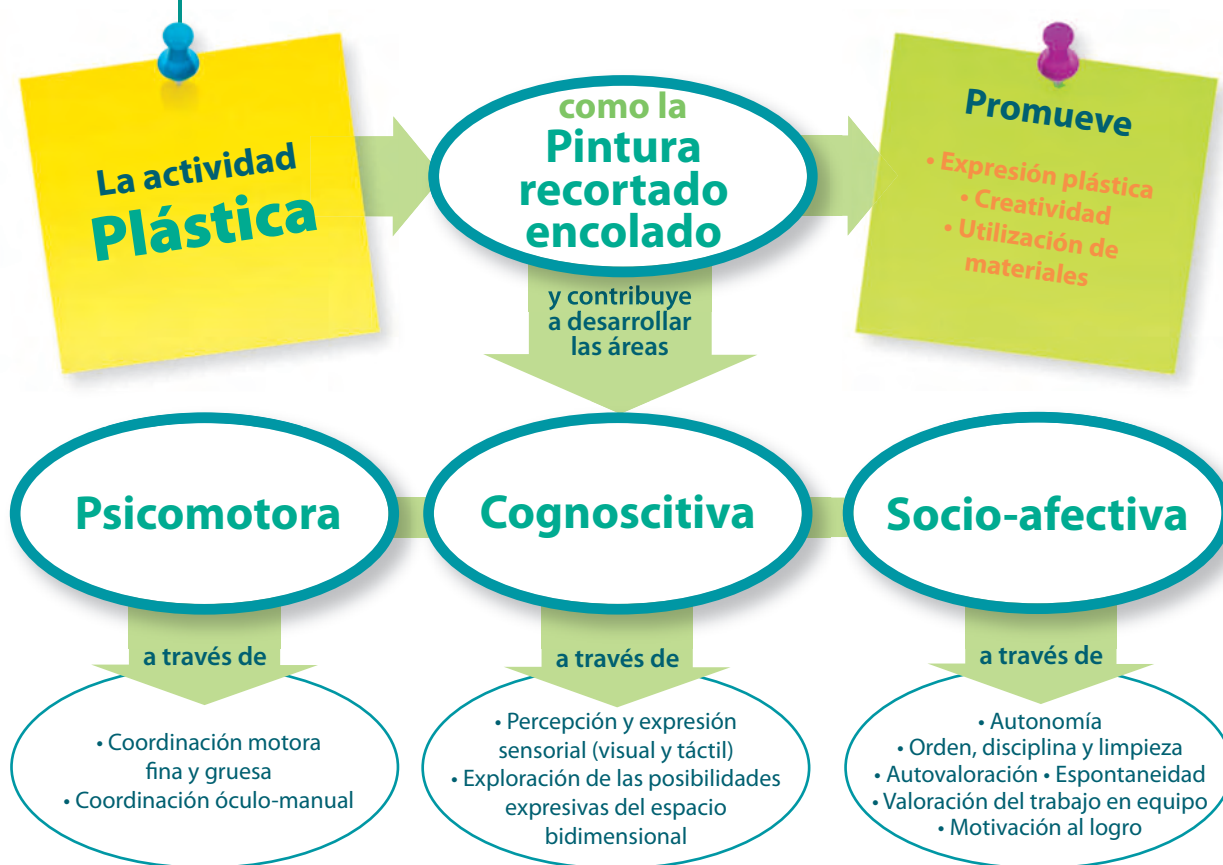 La actividad
Plástica
como la
Pintura
recortado
encolado
Promueve
• Expresión plástica
• Creatividad
• Utilización de
materiales
y contribuye
a desarrollar
las áreas
Psicomotora
Cognoscitiva
Socio-afectiva
a través de
a través de
a través de
• Coordinación motora
fina y gruesa
• Coordinación óculo-manual
• Percepción y expresión
sensorial (visual y táctil)
• Exploración de las posibilidades
expresivas del espacio
bidimensional
• Autonomía
• Orden, disciplina y limpieza
• Autovaloración • Espontaneidad
• Valoración del trabajo en equipo
• Motivación al logro